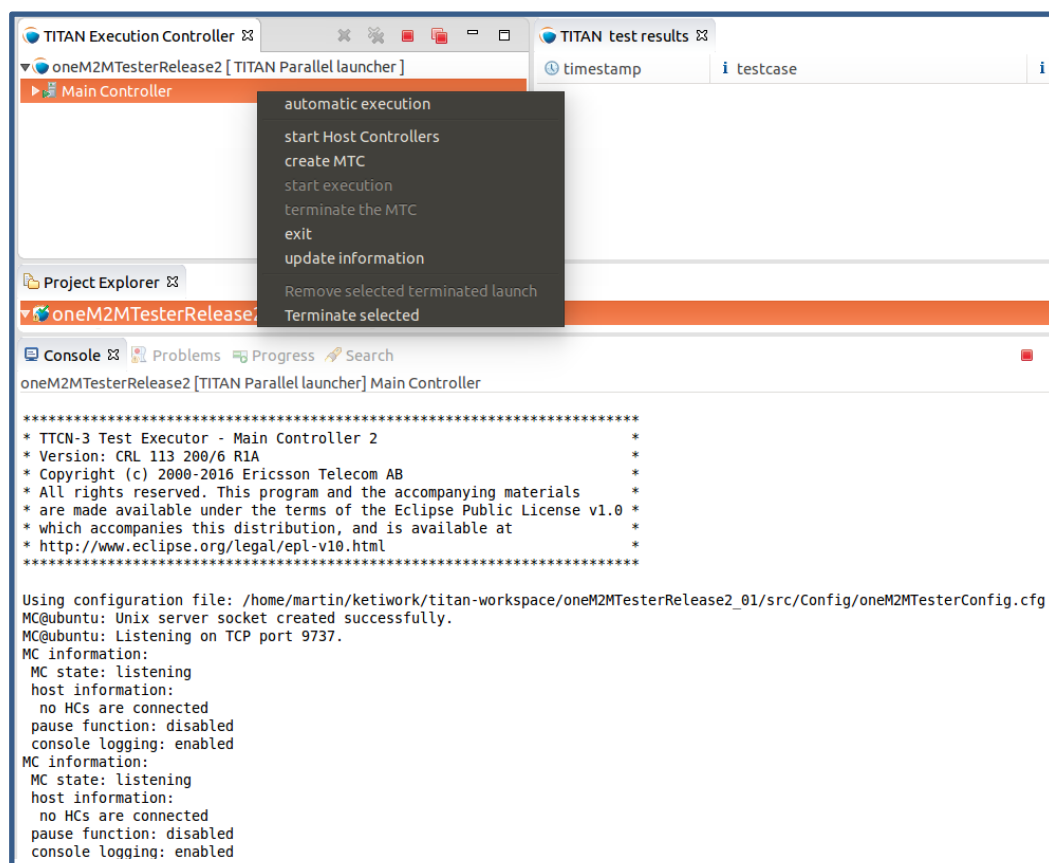 TITAN Execution Controller
oneM2MTesterRelease2 [ TITAN Parallel launcher ]
Main Controller
TITAN test results
timestamp
i testcase
i
automatic execution
start Host Controllers
create MTC
start execution
terminate the MTC
exit
update information
Remove selected terminated launch
Terminate selected
Project Explorer
oneM2MTesterRelease2
Console Problems Progress Search
oneM2MTesterRelease2 [TITAN Parallel launcher] Main Controller
*************************************************************************
* TTCN-3 Test Executor - Main Controller 2 *
* Version: CRL 113 200/6 R1A *
* Copyright (c) 2000-2016 Ericsson Telecom AB *
* All rights reserved. This program and the accompanying materials *
* are made available under the terms of the Eclipse Public License v1.0 *
* which accompanies this distribution, and is available at *
* http://www.eclipse.org/legal/epl-v10.html *
*************************************************************************
Using configuration file: /home/martin/ketiwork/titan-workspace/oneM2MTesterRelease2_01/src/Config/oneM2MTesterConfig.cfg
MC@ubuntu: Unix server socket created successfully.
MC@ubuntu: Listening on TCP port 9737.
MC information:
MC state: listening
host information:
no HCs are connected
pause function: disabled
console logging: enabled
MC information:
MC state: listening
host information:
no HCs are connected
pause function: disabled
console logging: enabled